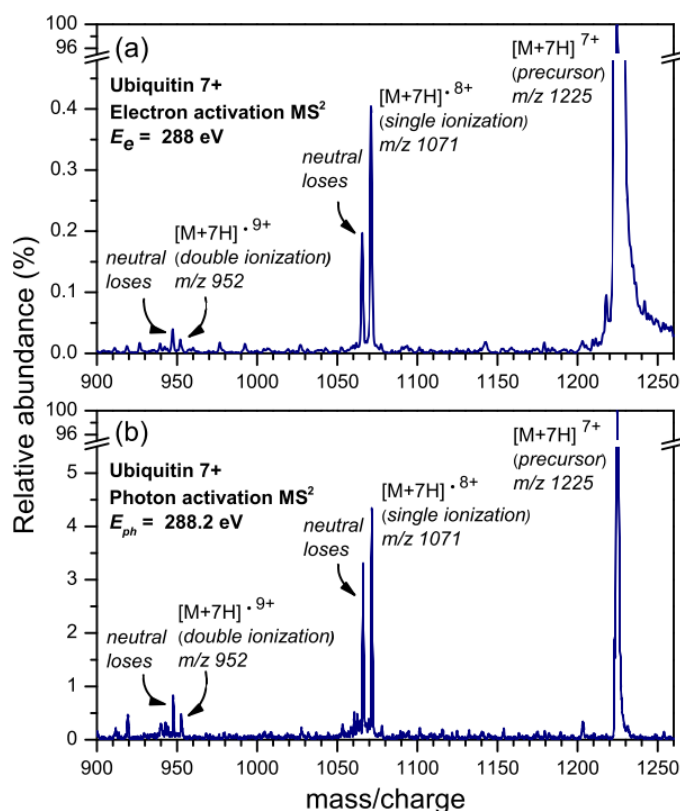 Relative abundance (%)
100
96
0.4
0.3
0.2
0.1
0.0
(a)
Ubiquitin 7+
Electron activation MS²
Eₑ = 288 eV
neutral
loses
[M+7H]•⁹⁺
(double ionization)
m/z 952
neutral
loses
[M+7H]•⁸⁺
(single ionization)
m/z 1071
[M+7H]⁷⁺
(precursor)
m/z 1225
900 950 1000 1050 1100 1150 1200 1250
100
96
5
4
3
2
1
0
(b)
Ubiquitin 7+
Photon activation MS²
Eₚₕ = 288.2 eV
neutral
loses
[M+7H]•⁹⁺
(double ionization)
m/z 952
neutral
loses
[M+7H]•⁸⁺
(single ionization)
m/z 1071
[M+7H]⁷⁺
(precursor)
m/z 1225
900 950 1000 1050 1100 1150 1200 1250
mass/charge